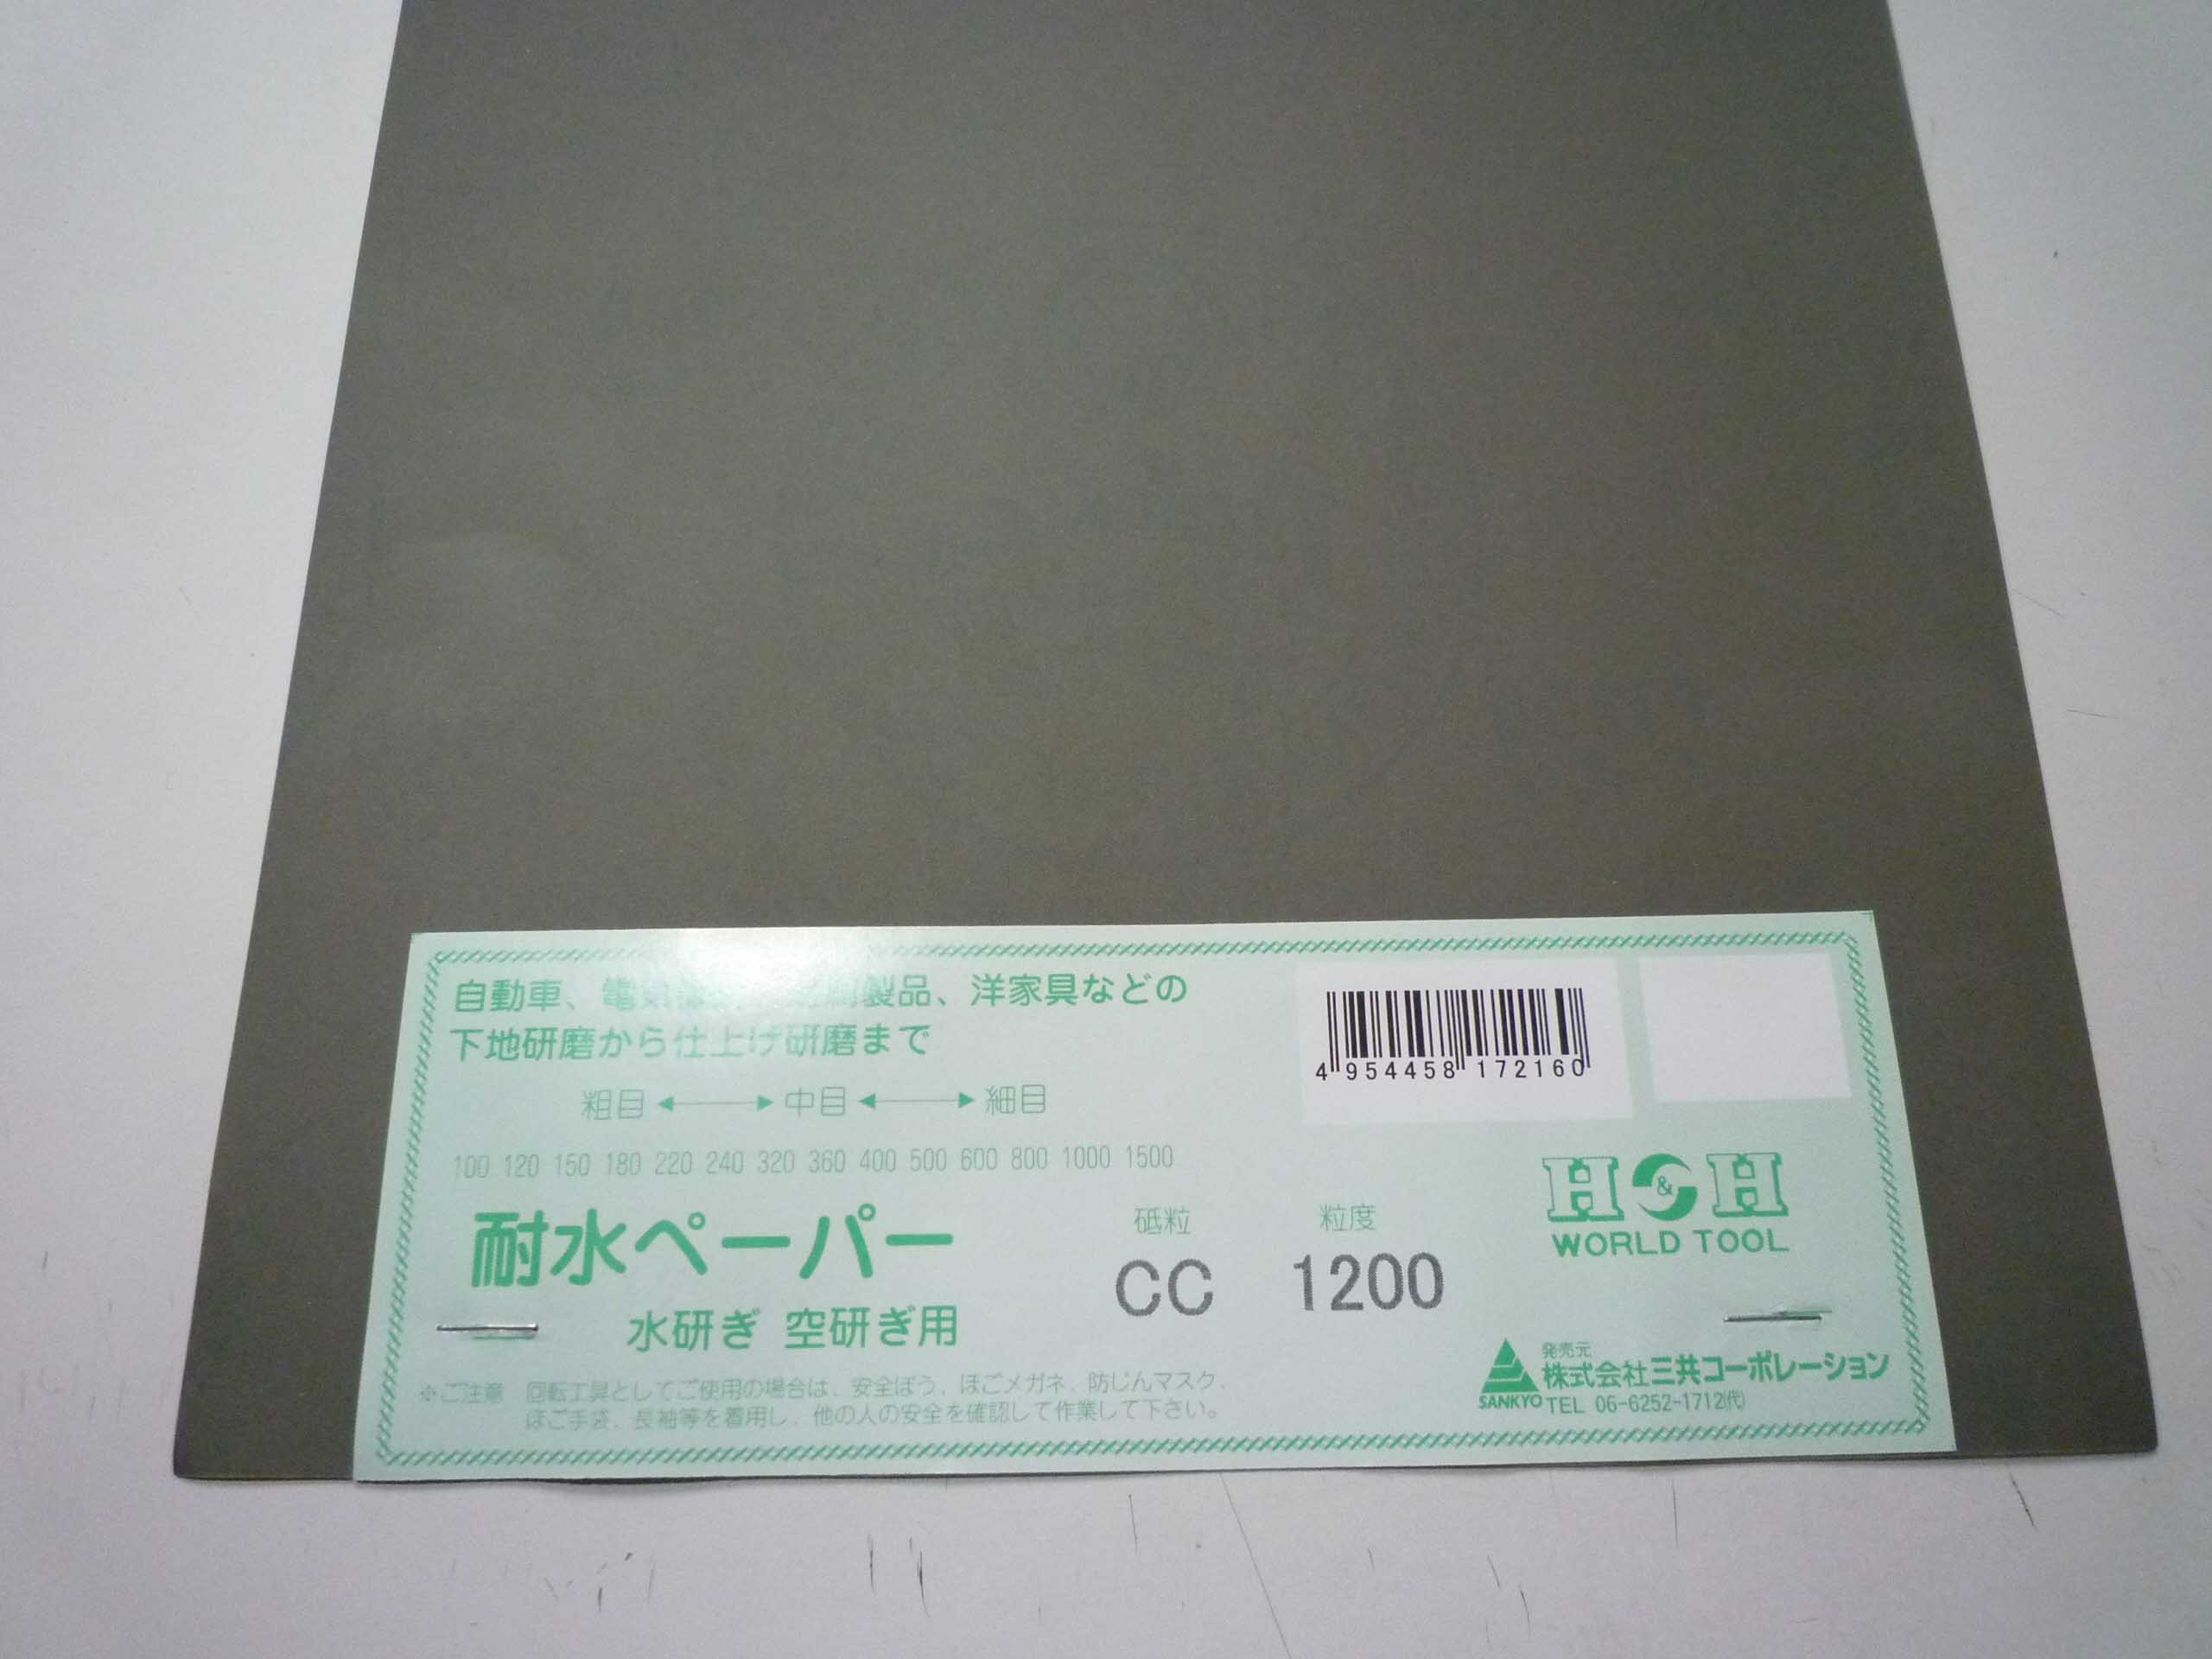 自動車、電気 製品、洋家具などの
下地研磨から仕上げ研磨まで
粗目 中目 細目
100 120 150 180 220 240 320 360 400 500 600 800 1000 1500
耐水ペーパー
水研ぎ 空研ぎ用
砥粒 粒度
CC 1200
※ご注意 回転工具としてご使用の場合は、安全ぼう、ほごメガネ、防じんマスク、
ほご手袋、長袖等を着用し、他の人の安全を確認して作業して下さい。
4 954458 172160
H&H
WORLD TOOL
発売元
株式会社三共コーポレーション
SANKYO TEL 06-6252-1712(代)